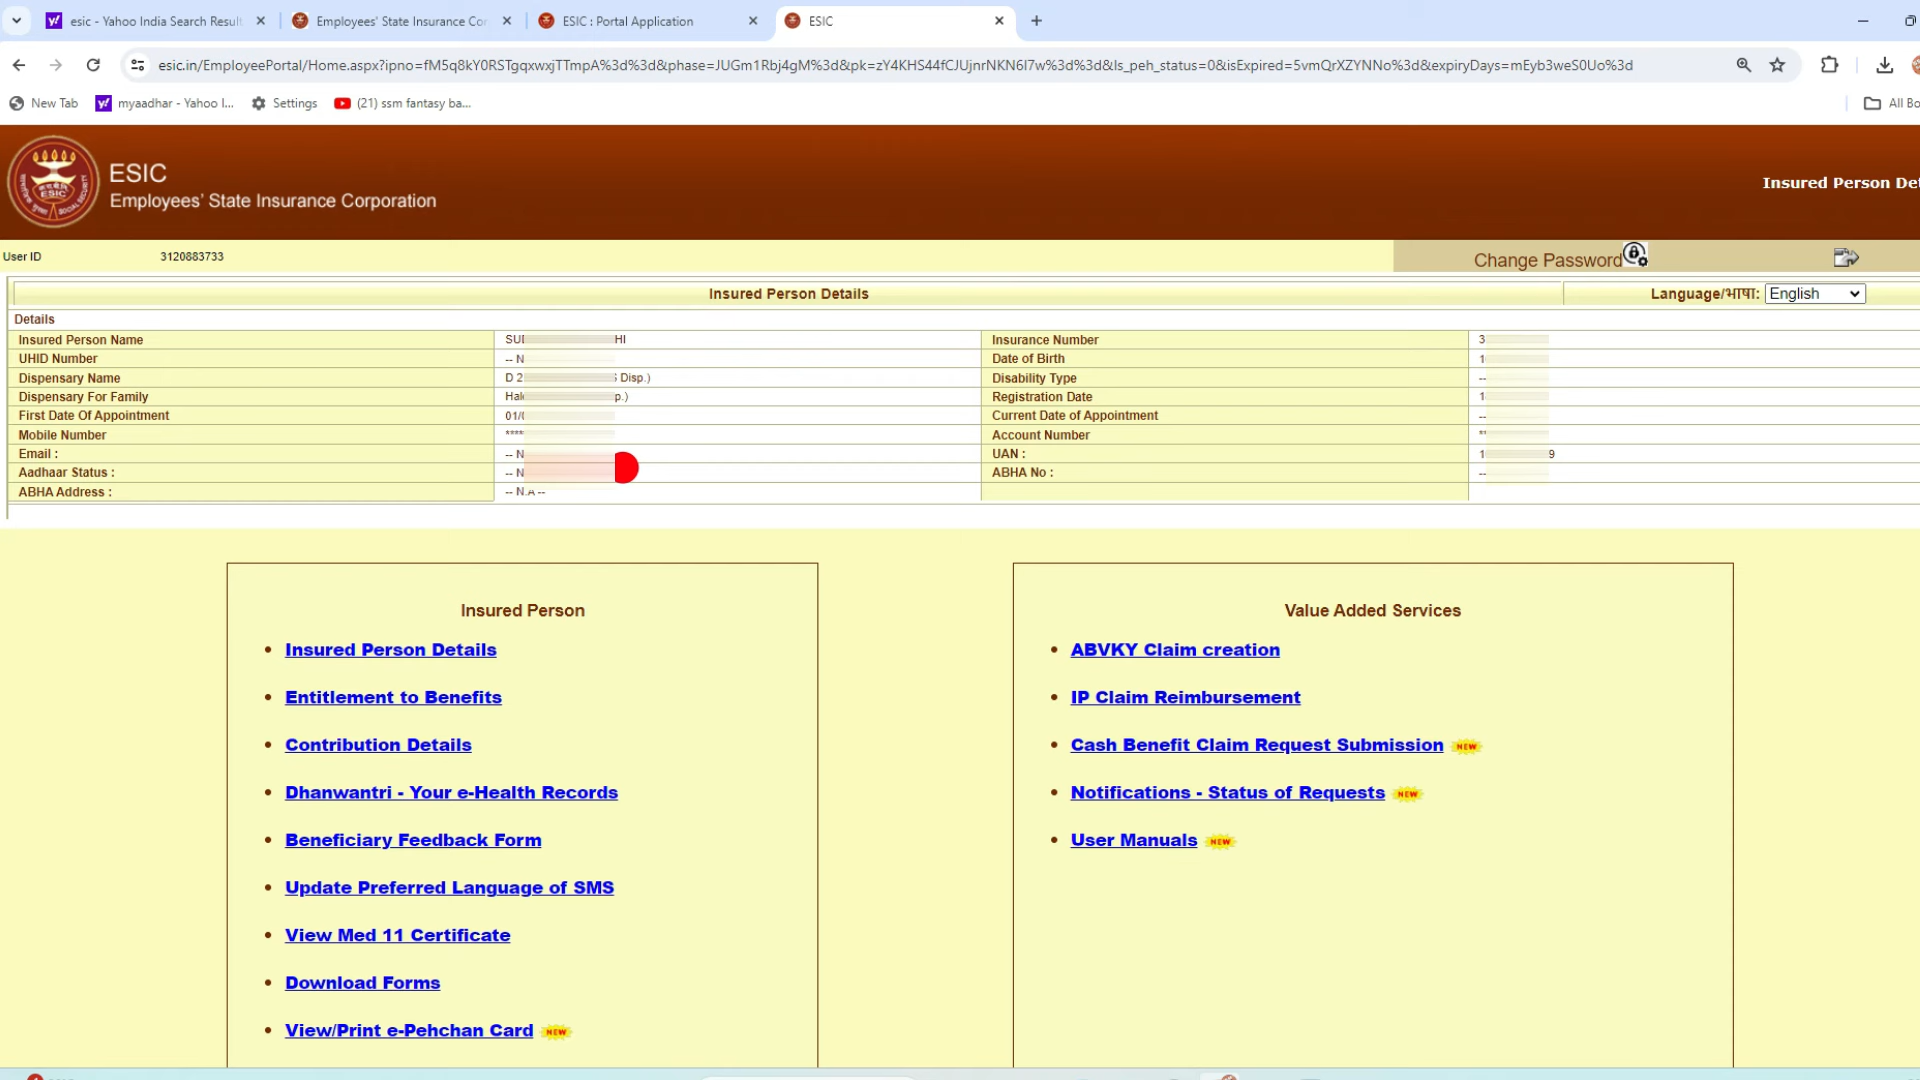 esic - Yahoo India Search Result
Employees' State Insurance Cor
ESIC : Portal Application
ESIC
esic.in/EmployeePortal/Home.aspx?ipno=fM5q8kY0RSTgqxwxjTTmpA%3d%3d&phase=JUGm1Rbj4gM%3d&pk=zY4KHS44fCJUjnrNKN6I7w%3d%3d&Is_peh_status=0&isExpired=5vmQrXZYNNo%3d&expiryDays=mEyb3weS0Uo%3d
New Tab
myaadhar - Yahoo I...
Settings
(21) ssm fantasy ba...
All Bo
ESIC
Employees' State Insurance Corporation
Insured Person Det
User ID 3120883733
Change Password
Insured Person Details
Language/भाषा: English
Details
Insured Person Name SU HI Insurance Number 3
UHID Number -- N Date of Birth 1
Dispensary Name D 2 Disp.) Disability Type --
Dispensary For Family Hal p.) Registration Date 1
First Date Of Appointment 01/ Current Date of Appointment --
Mobile Number **** Account Number **
Email : -- N UAN : 1 9
Aadhaar Status : -- N ABHA No : --
ABHA Address : -- N.A --
Insured Person
Insured Person Details
Entitlement to Benefits
Contribution Details
Dhanwantri - Your e-Health Records
Beneficiary Feedback Form
Update Preferred Language of SMS
View Med 11 Certificate
Download Forms
View/Print e-Pehchan Card NEW
Value Added Services
ABVKY Claim creation
IP Claim Reimbursement
Cash Benefit Claim Request Submission NEW
Notifications - Status of Requests NEW
User Manuals NEW